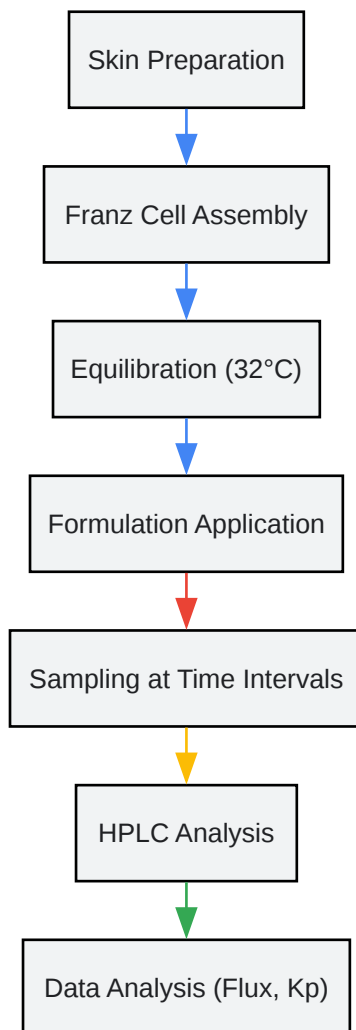 Skin Preparation
Franz Cell Assembly
Equilibration (32°C)
Formulation Application
Sampling at Time Intervals
HPLC Analysis
Data Analysis (Flux, Kp)